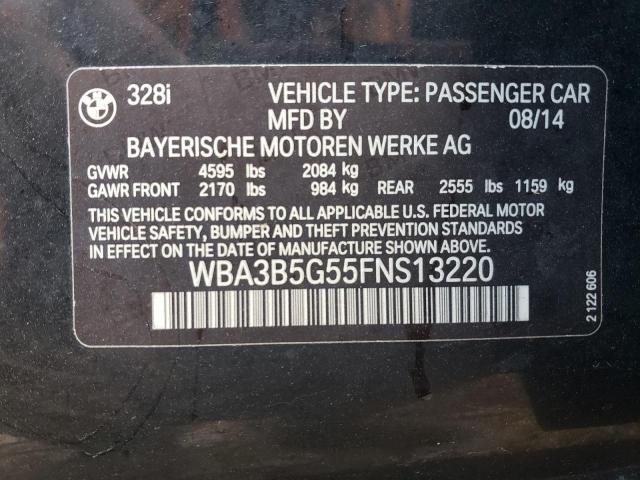 BMW 328i VEHICLE TYPE: PASSENGER CAR
MFD BY 08/14
BAYERISCHE MOTOREN WERKE AG
GVWR 4595 lbs 2084 kg
GAWR FRONT 2170 lbs 984 kg REAR 2555 lbs 1159 kg
THIS VEHICLE CONFORMS TO ALL APPLICABLE U.S. FEDERAL MOTOR
VEHICLE SAFETY, BUMPER AND THEFT PREVENTION STANDARDS
IN EFFECT ON THE DATE OF MANUFACTURE SHOWN ABOVE.
WBA3B5G55FNS13220
2 122 606